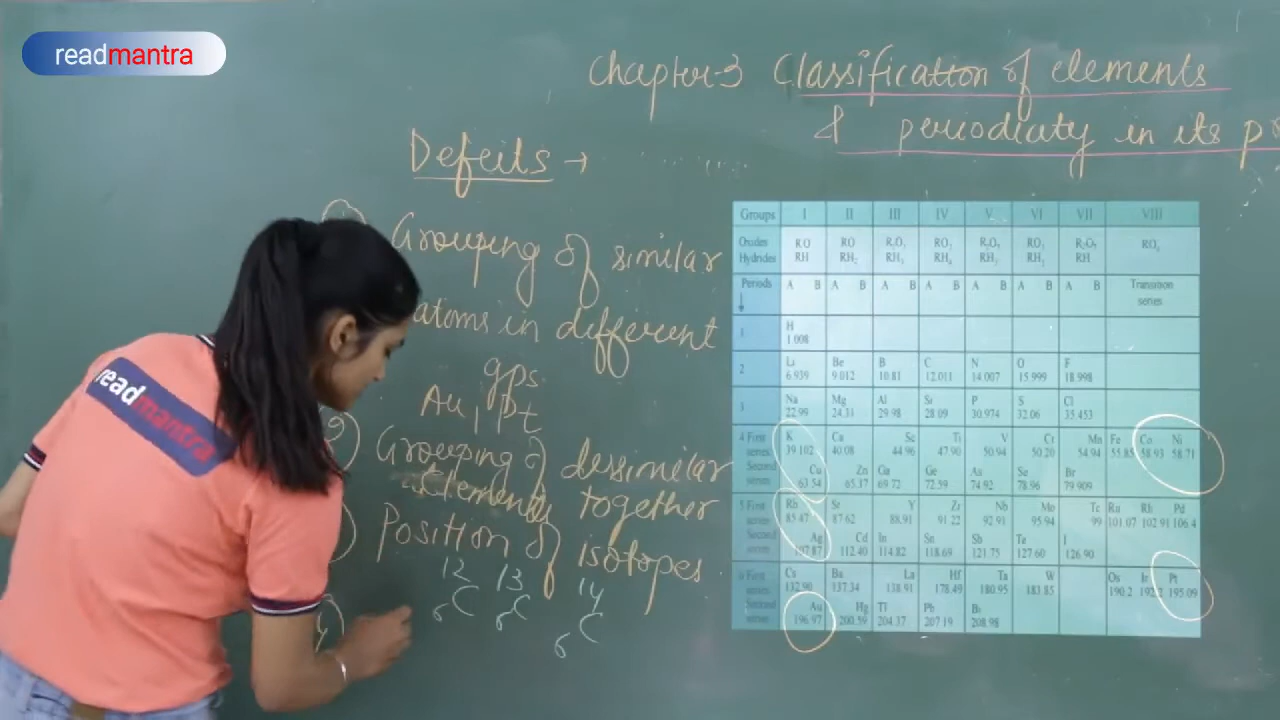 readmantra
Chapter-3 Classification of elements
& periodicity in its p
Defeits →
Grouping of similar
atoms in different
gps.
Au, Pt
2) Grouping of dessimilar
elements together
) Position of isotopes
12 13 14
6 C 6 C 6 C
4)
readmantra
Groups I II III IV V VI VII VIII
Oxides
Hydrides
RO RO R₂O₃ RO₂ R₂O₅ RO₃ R₂O₇ RO₄
RH RH₂ RH₃ RH₄ RH₃ RH₂ RH
Periods A B A B A B A B A B A B A B Transition
↓ series
1 H
1.008
2 Li Be B C N O F
6.939 9.012 10.81 12.011 14.007 15.999 18.998
3 Na Mg Al Si P S Cl
22.99 24.31 29.98 28.09 30.974 32.06 35.453
4 First K Ca Sc Ti V Cr Mn Fe Co Ni
series 39.102 40.08 44.96 47.90 50.94 50.20 54.94 55.85 58.93 58.71
Second Cu Zn Ga Ge As Se Br
series 63.54 65.37 69.72 72.59 74.92 78.96 79.909
5 First Rb Sr Y Zr Nb Mo Tc Ru Rh Pd
series 85.47 87.62 88.91 91.22 92.91 95.94 99 101.07 102.91 106.4
Second Ag Cd In Sn Sb Te I
series 107.87 112.40 114.82 118.69 121.75 127.60 126.90
6 First Cs Ba La Hf Ta W Os Ir Pt
series 132.90 137.34 138.91 178.49 180.95 183.85 190.2 192.2 195.09
Second Au Hg Tl Pb Bi
series 196.97 200.59 204.37 207.19 208.98